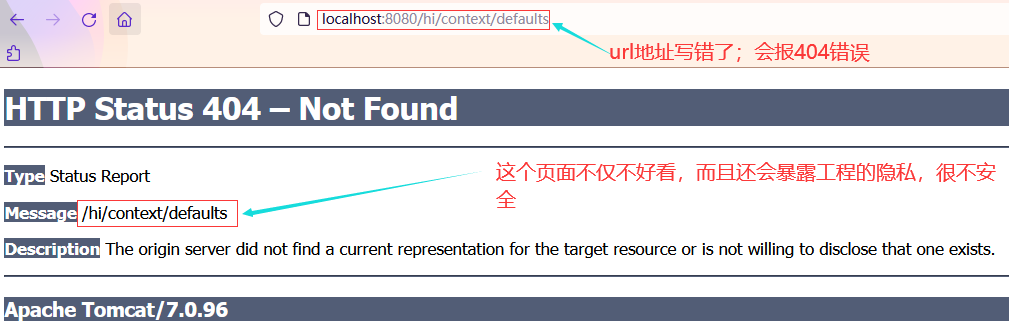 localhost:8080/hi/context/defaults
url地址写错了；会报404错误
HTTP Status 404 – Not Found
Type Status Report
这个页面不仅不好看，而且还会暴露工程的隐私，很不安
全
Message /hi/context/defaults
Description The origin server did not find a current representation for the target resource or is not willing to disclose that one exists.
Apache Tomcat/7.0.96